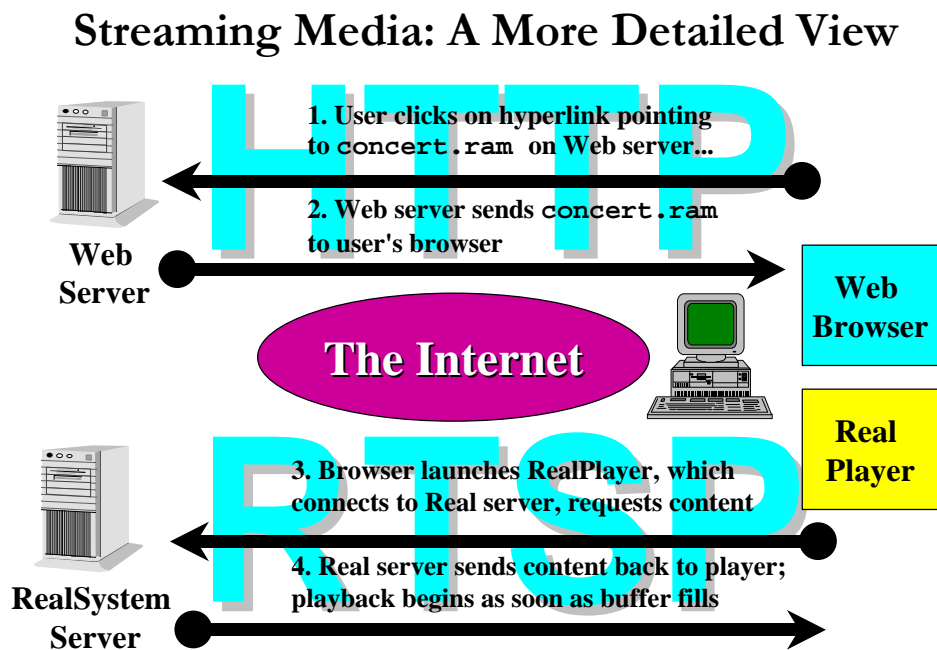 Streaming Media: A More Detailed View
HTTP
1. User clicks on hyperlink pointing
to concert.ram on Web server...
2. Web server sends concert.ram
to user's browser
Web
Server
Web
Browser
The Internet
Real
Player
RTSP
3. Browser launches RealPlayer, which
connects to Real server, requests content
4. Real server sends content back to player;
playback begins as soon as buffer fills
RealSystem
Server